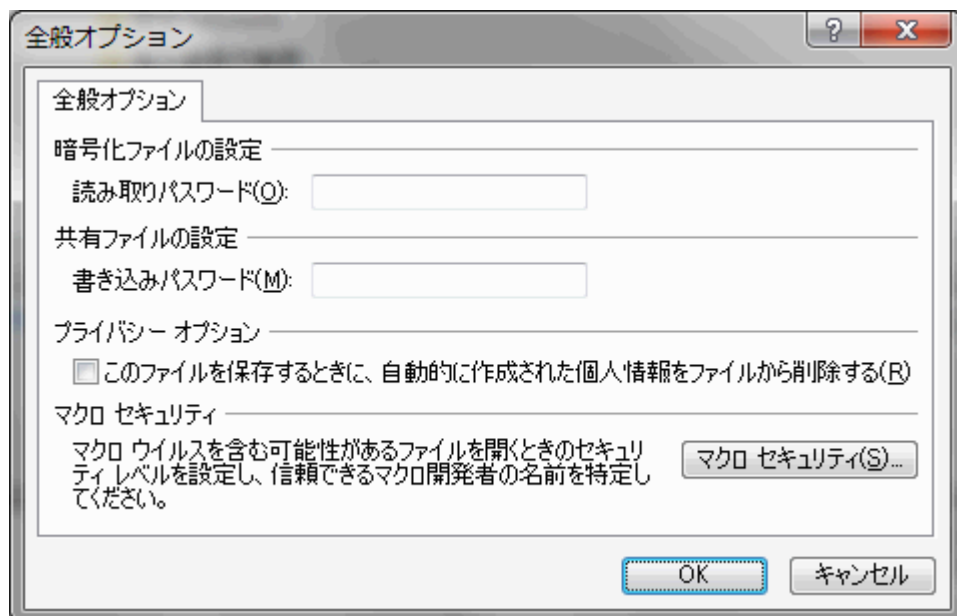 全般オプション
全般オプション
暗号化ファイルの設定
読み取りパスワード(O):
共有ファイルの設定
書き込みパスワード(M):
プライバシー オプション
このファイルを保存するときに、自動的に作成された個人情報をファイルから削除する(R)
マクロ セキュリティ
マクロ ウイルスを含む可能性があるファイルを開くときのセキュリ
ティ レベルを設定し、信頼できるマクロ開発者の名前を特定し
てください。
マクロ セキュリティ(S)...
OK
キャンセル